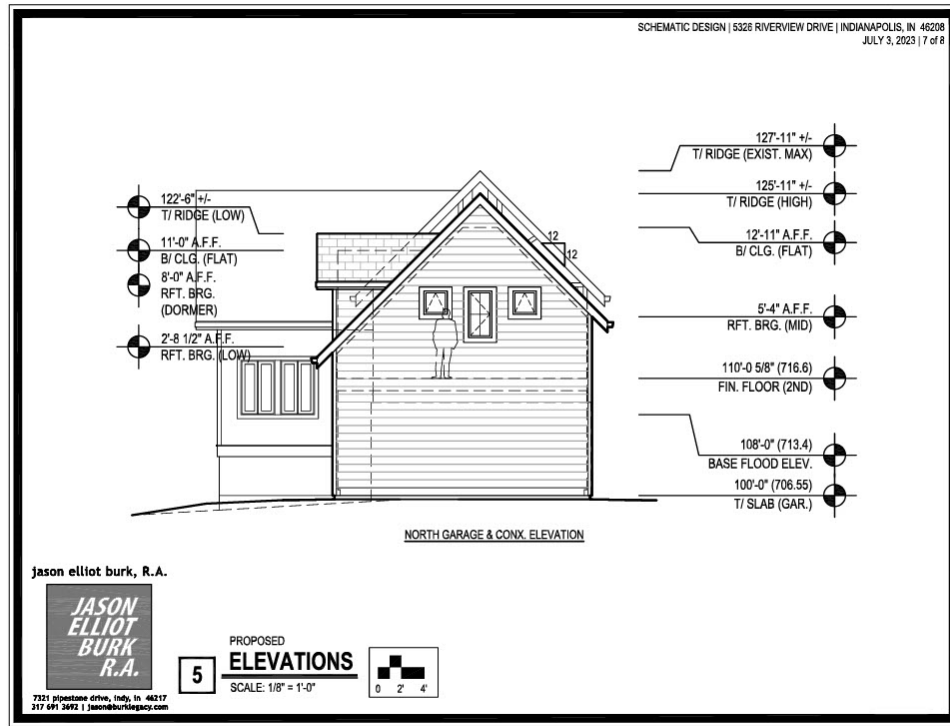 SCHEMATIC DESIGN | 5326 RIVERVIEW DRIVE | INDIANAPOLIS, IN 46208
JULY 3, 2023 | 7 of 8
127'-11" +/-
T/ RIDGE (EXIST. MAX)
125'-11" +/-
T/ RIDGE (HIGH)
12'-11" A.F.F.
B/ CLG. (FLAT)
5'-4" A.F.F.
RFT. BRG. (MID)
110'-0 5/8" (716.6)
FIN. FLOOR (2ND)
108'-0" (713.4)
BASE FLOOD ELEV.
100'-0" (706.55)
T/ SLAB (GAR.)
122'-6" +/-
T/ RIDGE (LOW)
11'-0" A.F.F.
B/ CLG. (FLAT)
8'-0" A.F.F.
RFT. BRG.
(DORMER)
2'-8 1/2" A.F.F.
RFT. BRG. (LOW)
12
12
NORTH GARAGE & CONX. ELEVATION
jason elliot burk, R.A.
JASON
ELLIOT
BURK
R.A.
7321 pipestone drive, indy, in 46217
317 691 3692 | jason@burklegacy.com
5
PROPOSED
ELEVATIONS
SCALE: 1/8" = 1'-0"
0 2' 4'